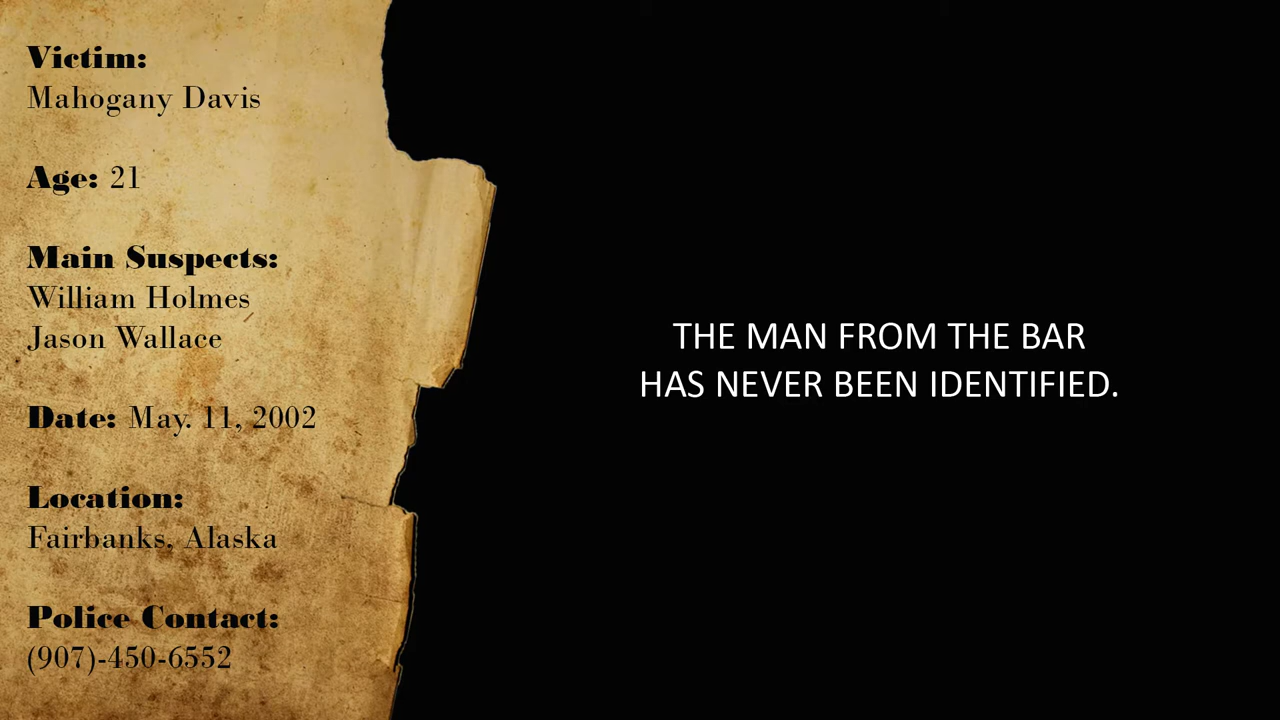 Victim:
Mahogany Davis
Age: 21
Main Suspects:
William Holmes
Jason Wallace
Date: May. 11, 2002
Location:
Fairbanks, Alaska
Police Contact:
(907)-450-6552
THE MAN FROM THE BAR
HAS NEVER BEEN IDENTIFIED.